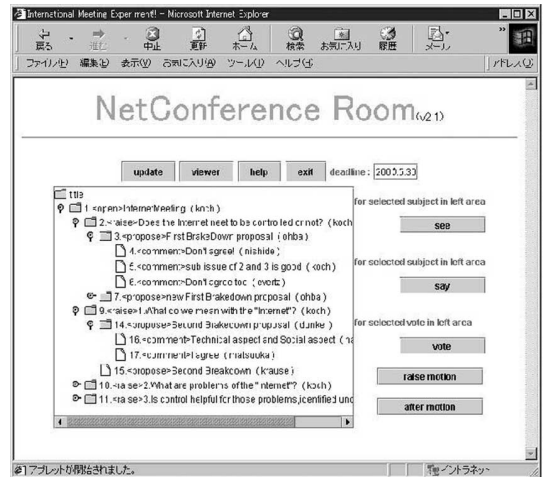 International Meeting Experiment!! - Microsoft Internet Explorer
戻る 進む 中止 更新 ホーム 検索 お気に入り 履歴 メール
ファイル(F) 編集(E) 表示(V) お気に入り(A) ツール(T) ヘルプ(H) アドレス(D)
NetConference Room(v2.1)
update viewer help exit deadline :
title
1.<open>InternetMeeting. (koch)
2.<raise>Does the Internet neet to be controlled or not? (koch
3.<propose>First BrakeDown proposal (ohba)
4.<comment>Don't agree! (nishide)
5.<comment>sub issue of 2 and 3 is good (koch)
6.<comment>Don't agree too (evertz)
7.<propose>new First Brakedown proposal (ohba)
9.<raise>1.What do we mean with the "Internet"? (koch)
14.<propose>Second Brakedown proposal (dunke)
16.<comment>Technical aspect and Social aspect (na
17.<comment>I agree (matsuoka)
15.<propose>Second Breakdown (krause)
10.<raise>2.What are problems of the "Internet"? (koch)
11.<raise>3.Is control helpful for those problems,identified unc
for selected subject in left area
see
for selected subject in left area
say
for selected vote in left area
vote
raise motion
alter motion
アプレットが開始されました。
イントラネット